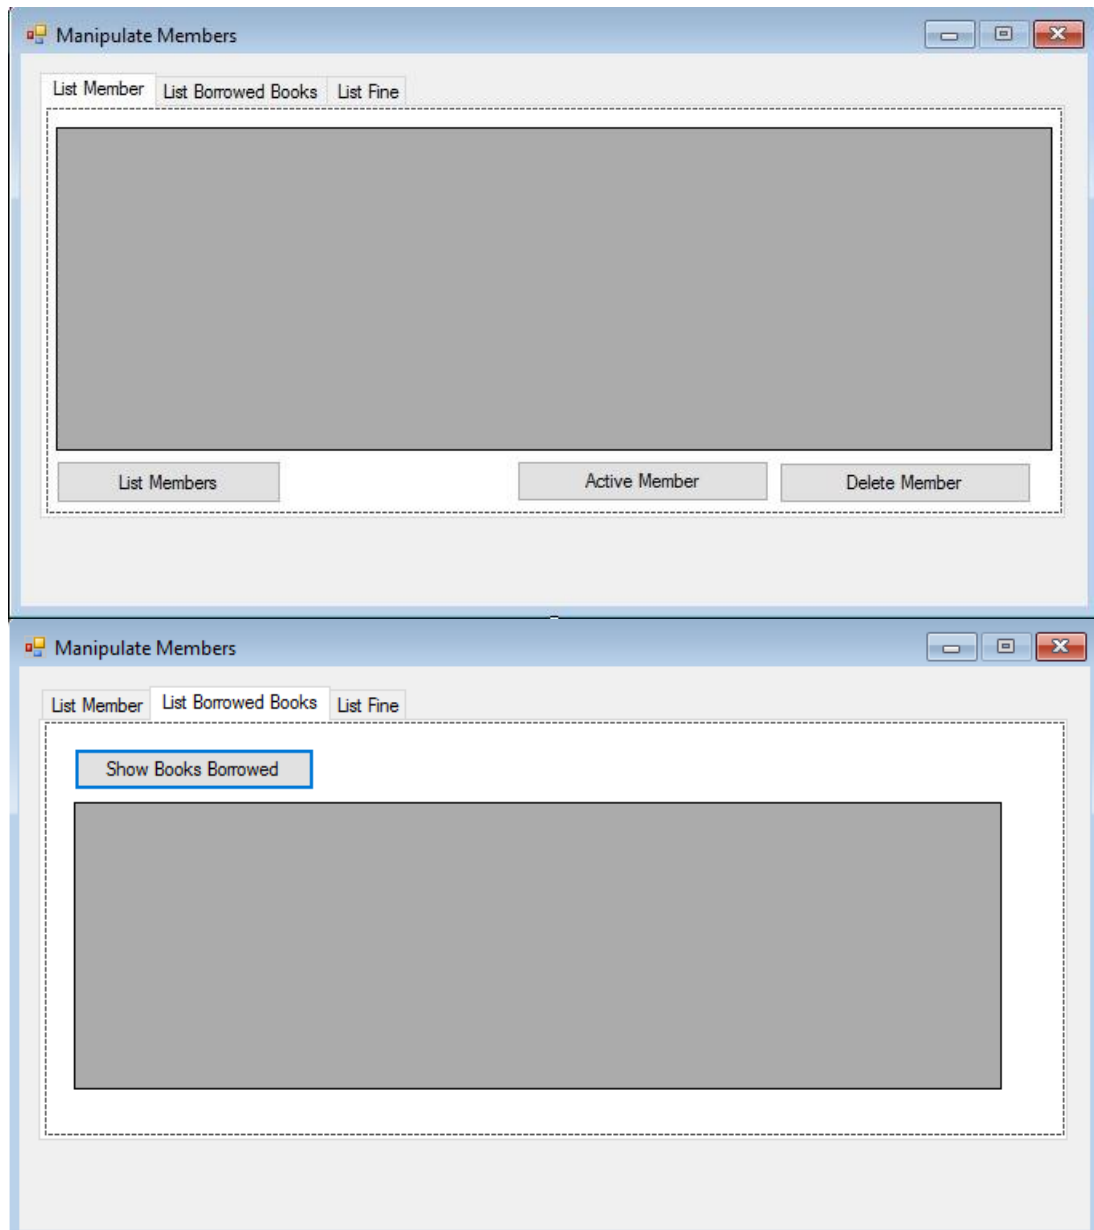 Manipulate Members
List Member List Borrowed Books List Fine
List Members Active Member Delete Member
Manipulate Members
List Member List Borrowed Books List Fine
Show Books Borrowed